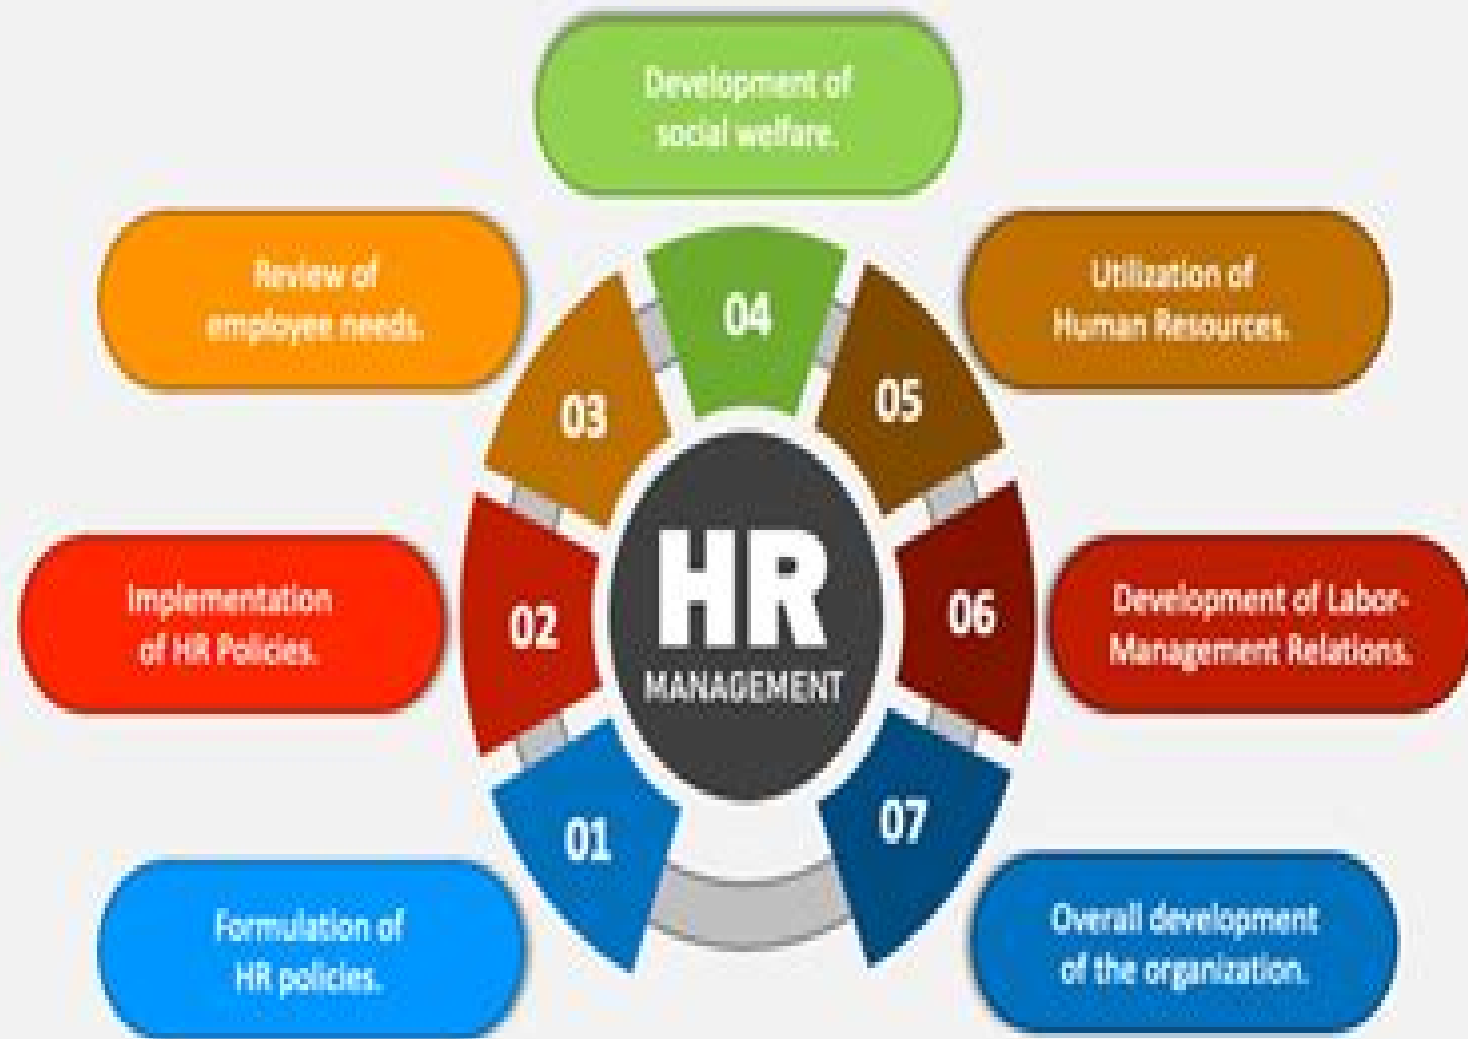 Development of
social welfare.
Review of
employee needs.
Utilization of
Human Resources.
04
03
05
Implementation
of HR Policies.
02
HR
MANAGEMENT
06
Development of Labor-
Management Relations.
01
07
Formulation of
HR policies.
Overall development
of the organization.